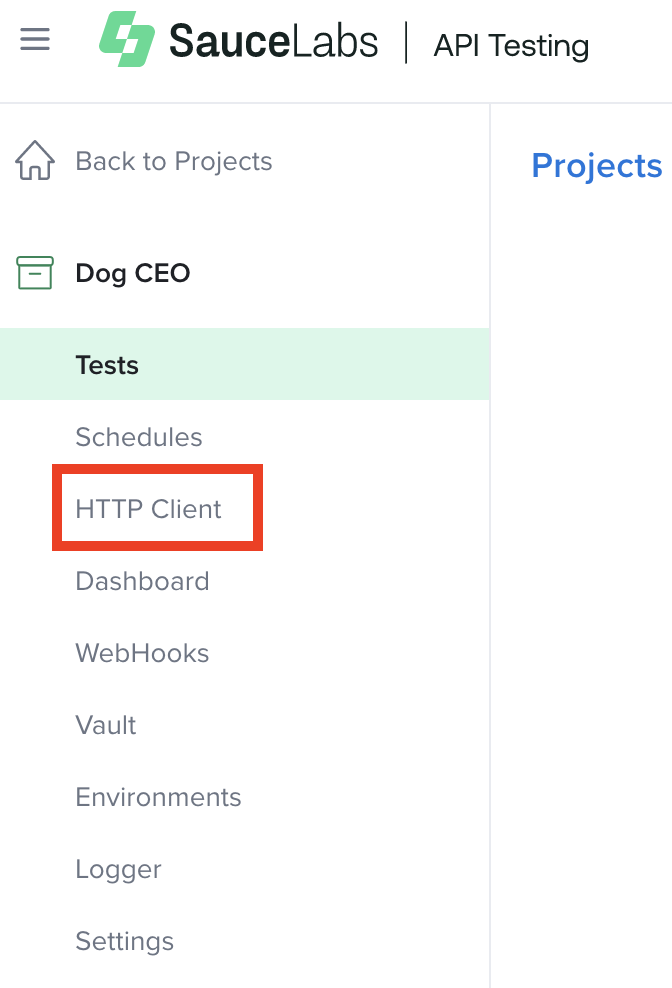 SauceLabs | API Testing
Back to Projects
Projects
Dog CEO
Tests
Schedules
HTTP Client
Dashboard
WebHooks
Vault
Environments
Logger
Settings